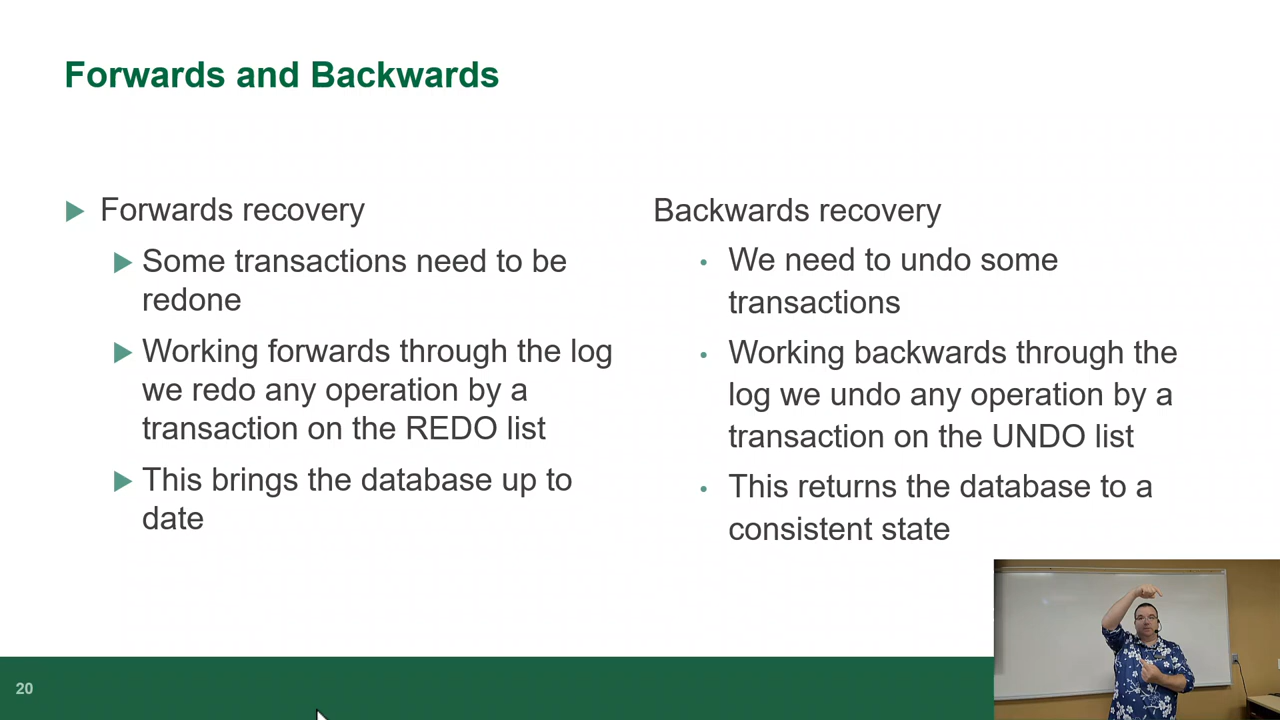 Forwards and Backwards
Forwards recovery
Some transactions need to be
redone
Working forwards through the log
we redo any operation by a
transaction on the REDO list
This brings the database up to
date
Backwards recovery
We need to undo some
transactions
Working backwards through the
log we undo any operation by a
transaction on the UNDO list
This returns the database to a
consistent state
20